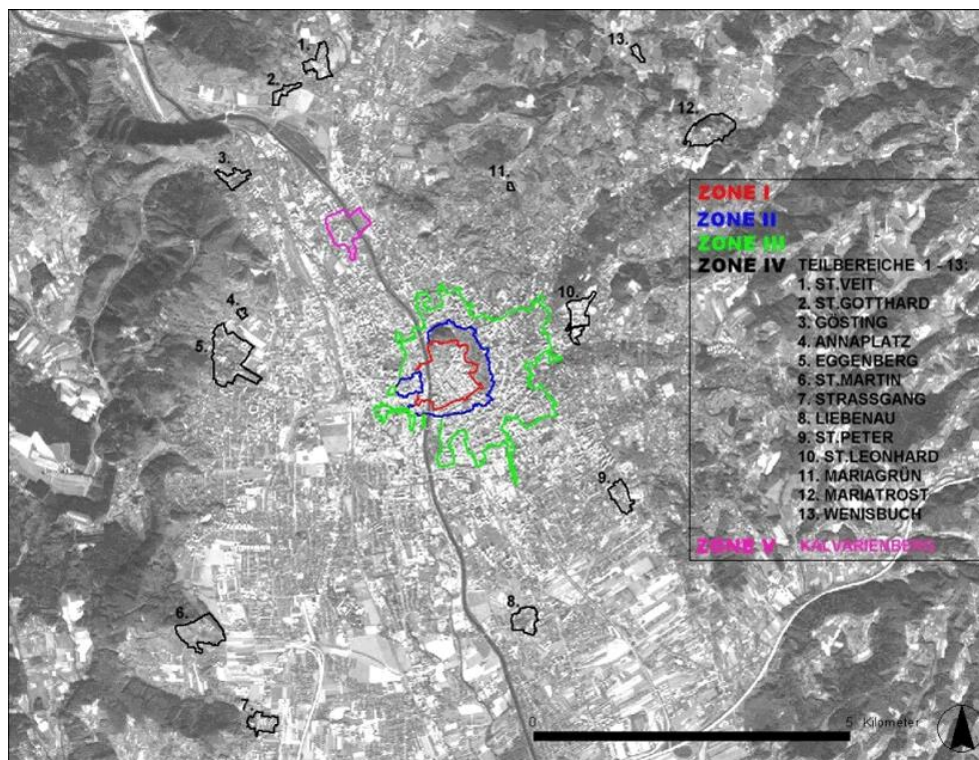 1.
13.
2.
12.
3.
11.
ZONE I
ZONE II
ZONE III
ZONE IV TEILBEREICHE 1 - 13:
1. ST.VEIT
2. ST.GOTTHARD
3. GÖSTING
4. ANNAPLATZ
5. EGGENBERG
6. ST.MARTIN
7. STRASSGANG
8. LIEBENAU
9. ST.PETER
10. ST.LEONHARD
11. MARIAGRÜN
12. MARIATROST
13. WENISBUCH
ZONE V KALVARIENBERG
10.
4.
5.
9.
8.
6.
7.
0 5 Kilometer